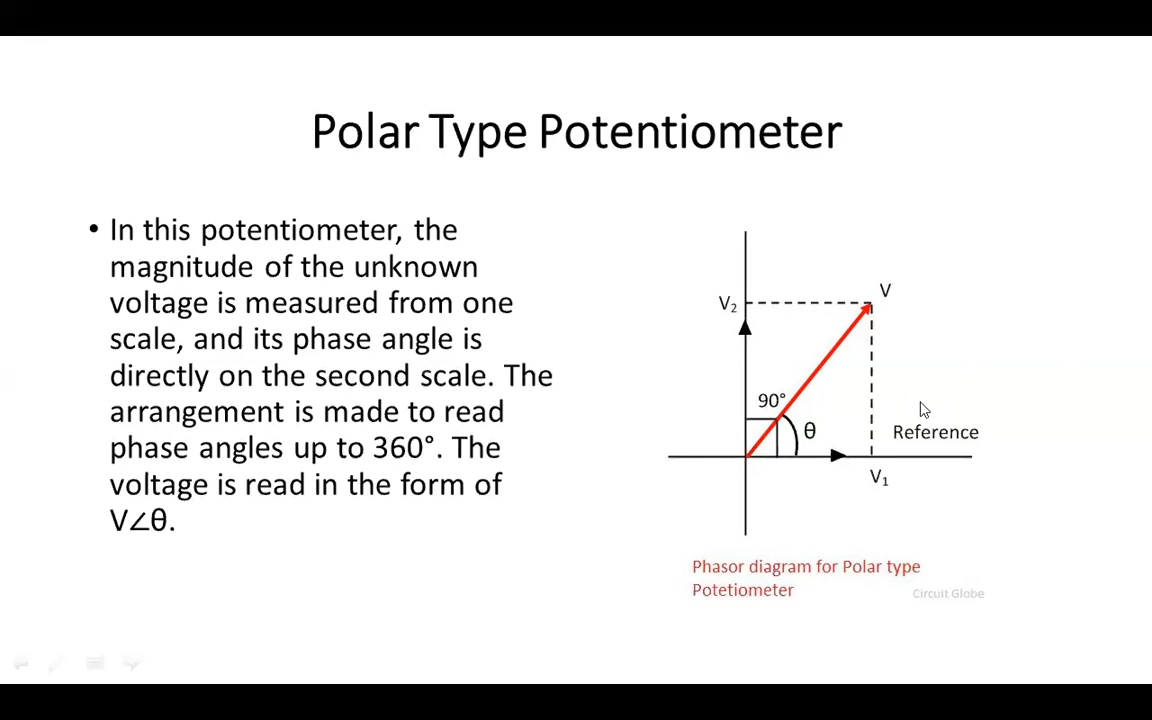 Polar Type Potentiometer
• In this potentiometer, the
magnitude of the unknown
voltage is measured from one
scale, and its phase angle is
directly on the second scale. The
arrangement is made to read
phase angles up to 360°. The
voltage is read in the form of
V∠θ.
V
V₂
90°
θ
Reference
V₁
Phasor diagram for Polar type
Potetiometer
Circuit Globe